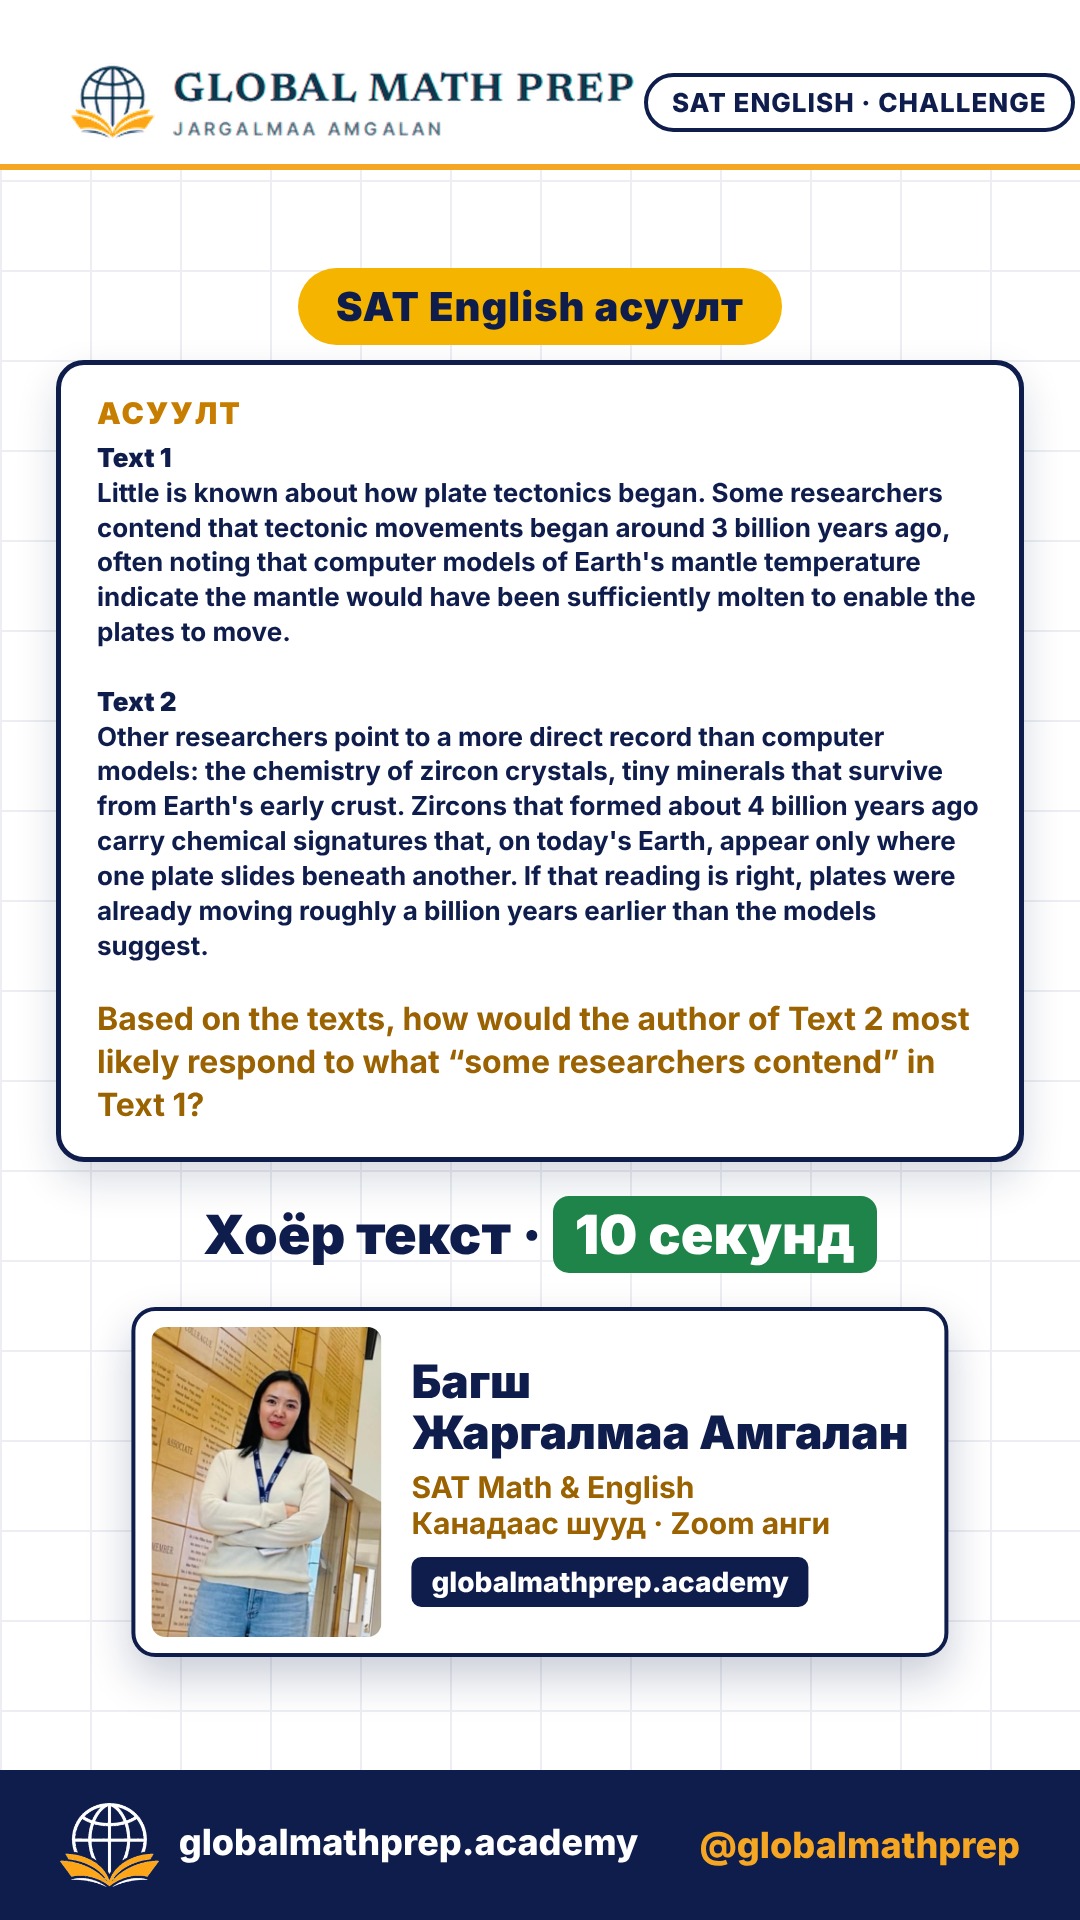 GLOBAL MATH PREP
JARGALMAA AMGALAN
SAT ENGLISH · CHALLENGE
SAT English асуулт
АСУУЛТ
Text 1
Little is known about how plate tectonics began. Some researchers
contend that tectonic movements began around 3 billion years ago,
often noting that computer models of Earth's mantle temperature
indicate the mantle would have been sufficiently molten to enable the
plates to move.
Text 2
Other researchers point to a more direct record than computer
models: the chemistry of zircon crystals, tiny minerals that survive
from Earth's early crust. Zircons that formed about 4 billion years ago
carry chemical signatures that, on today's Earth, appear only where
one plate slides beneath another. If that reading is right, plates were
already moving roughly a billion years earlier than the models
suggest.
Based on the texts, how would the author of Text 2 most
likely respond to what “some researchers contend” in
Text 1?
Хоёр текст · 10 секунд
ASSOCIATE
Багш
Жаргалмаа Амгалан
SAT Math & English
Канадаас шууд · Zoom анги
globalmathprep.academy
globalmathprep.academy
@globalmathprep